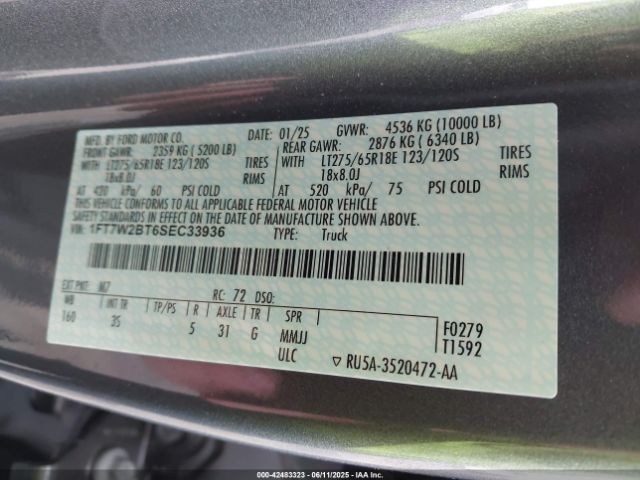 MFD. BY FORD MOTOR CO.
DATE: 01/25 GVWR: 4536 KG (10000 LB)
FRONT GAWR: 2359 KG (5200 LB)
REAR GAWR: 2876 KG (6340 LB)
WITH LT275/65R18E 123/120S TIRES
18x8.0J RIMS
AT 420 kPa/ 60 PSI COLD
WITH LT275/65R18E 123/120S TIRES
18x8.0J RIMS
AT 520 kPa/ 75 PSI COLD
THIS VEHICLE CONFORMS TO ALL APPLICABLE FEDERAL MOTOR VEHICLE
SAFETY STANDARDS IN EFFECT ON THE DATE OF MANUFACTURE SHOWN ABOVE.
VIN: 1FT7W2BT6SEC33936 TYPE: Truck
EXT PNT: M7 RC: 72 DSO:
WB INT TR TP/PS R AXLE TR SPR
160 3S 5 31 G MMJJ
ULC
F0279
T1592
▽ RU5A-3520472-AA
© IAA - 42483323 | 06/11/2025 - IAAI.COM